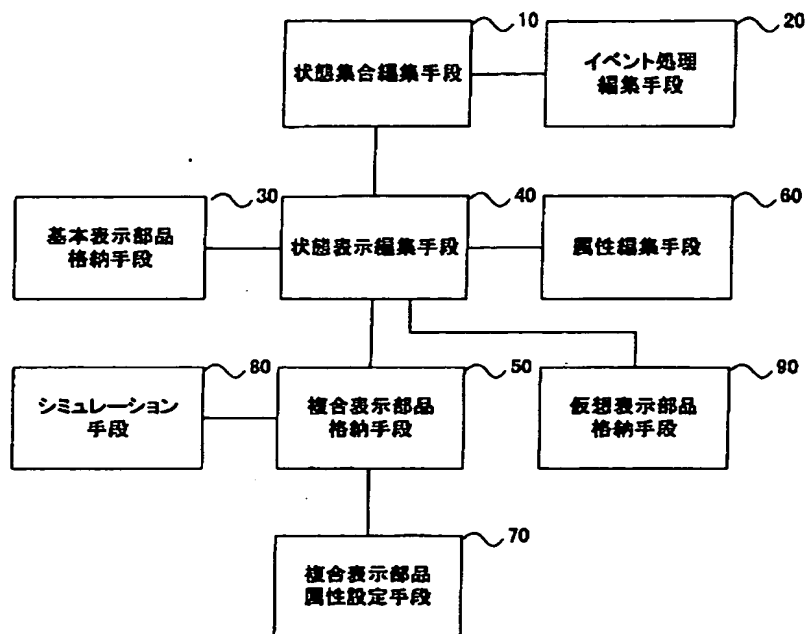 10
状態集合編集手段
20
イベント処理
編集手段
30
基本表示部品
格納手段
40
状態表示編集手段
60
属性編集手段
80
シミュレーション
手段
50
複合表示部品
格納手段
90
仮想表示部品
格納手段
70
複合表示部品
属性設定手段